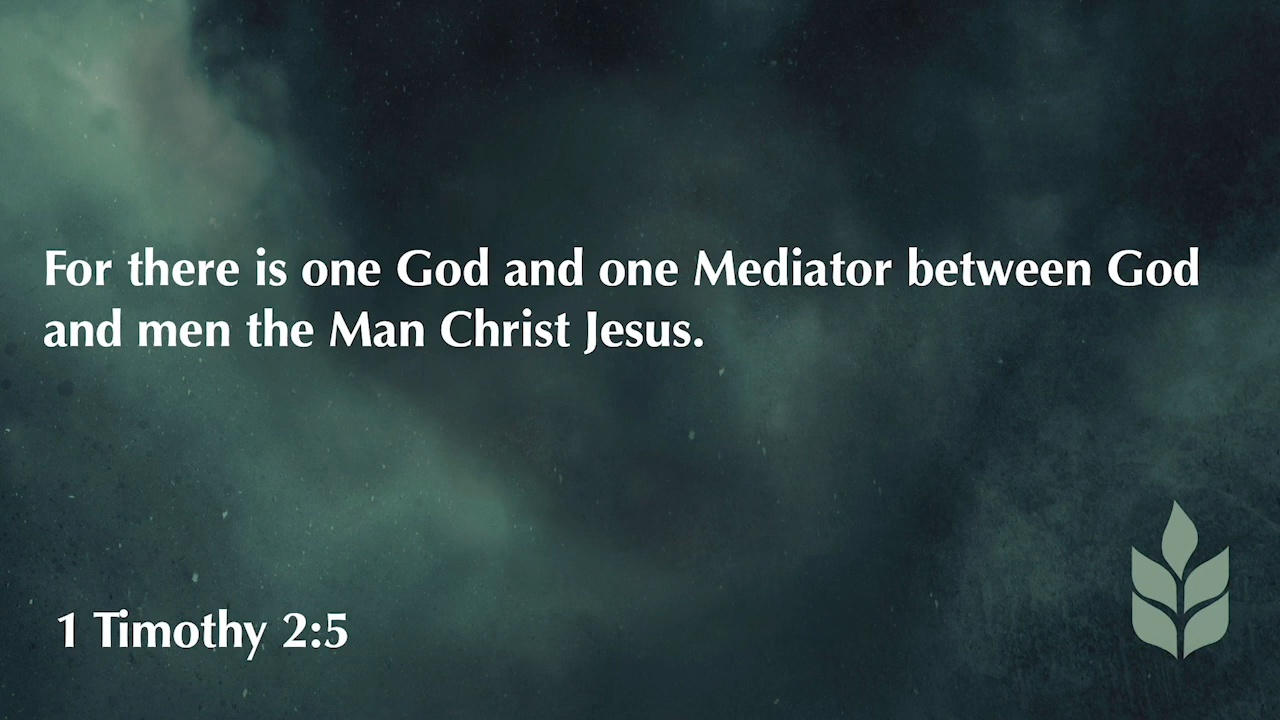 For there is one God and one Mediator between God
and men the Man Christ Jesus.
1 Timothy 2:5